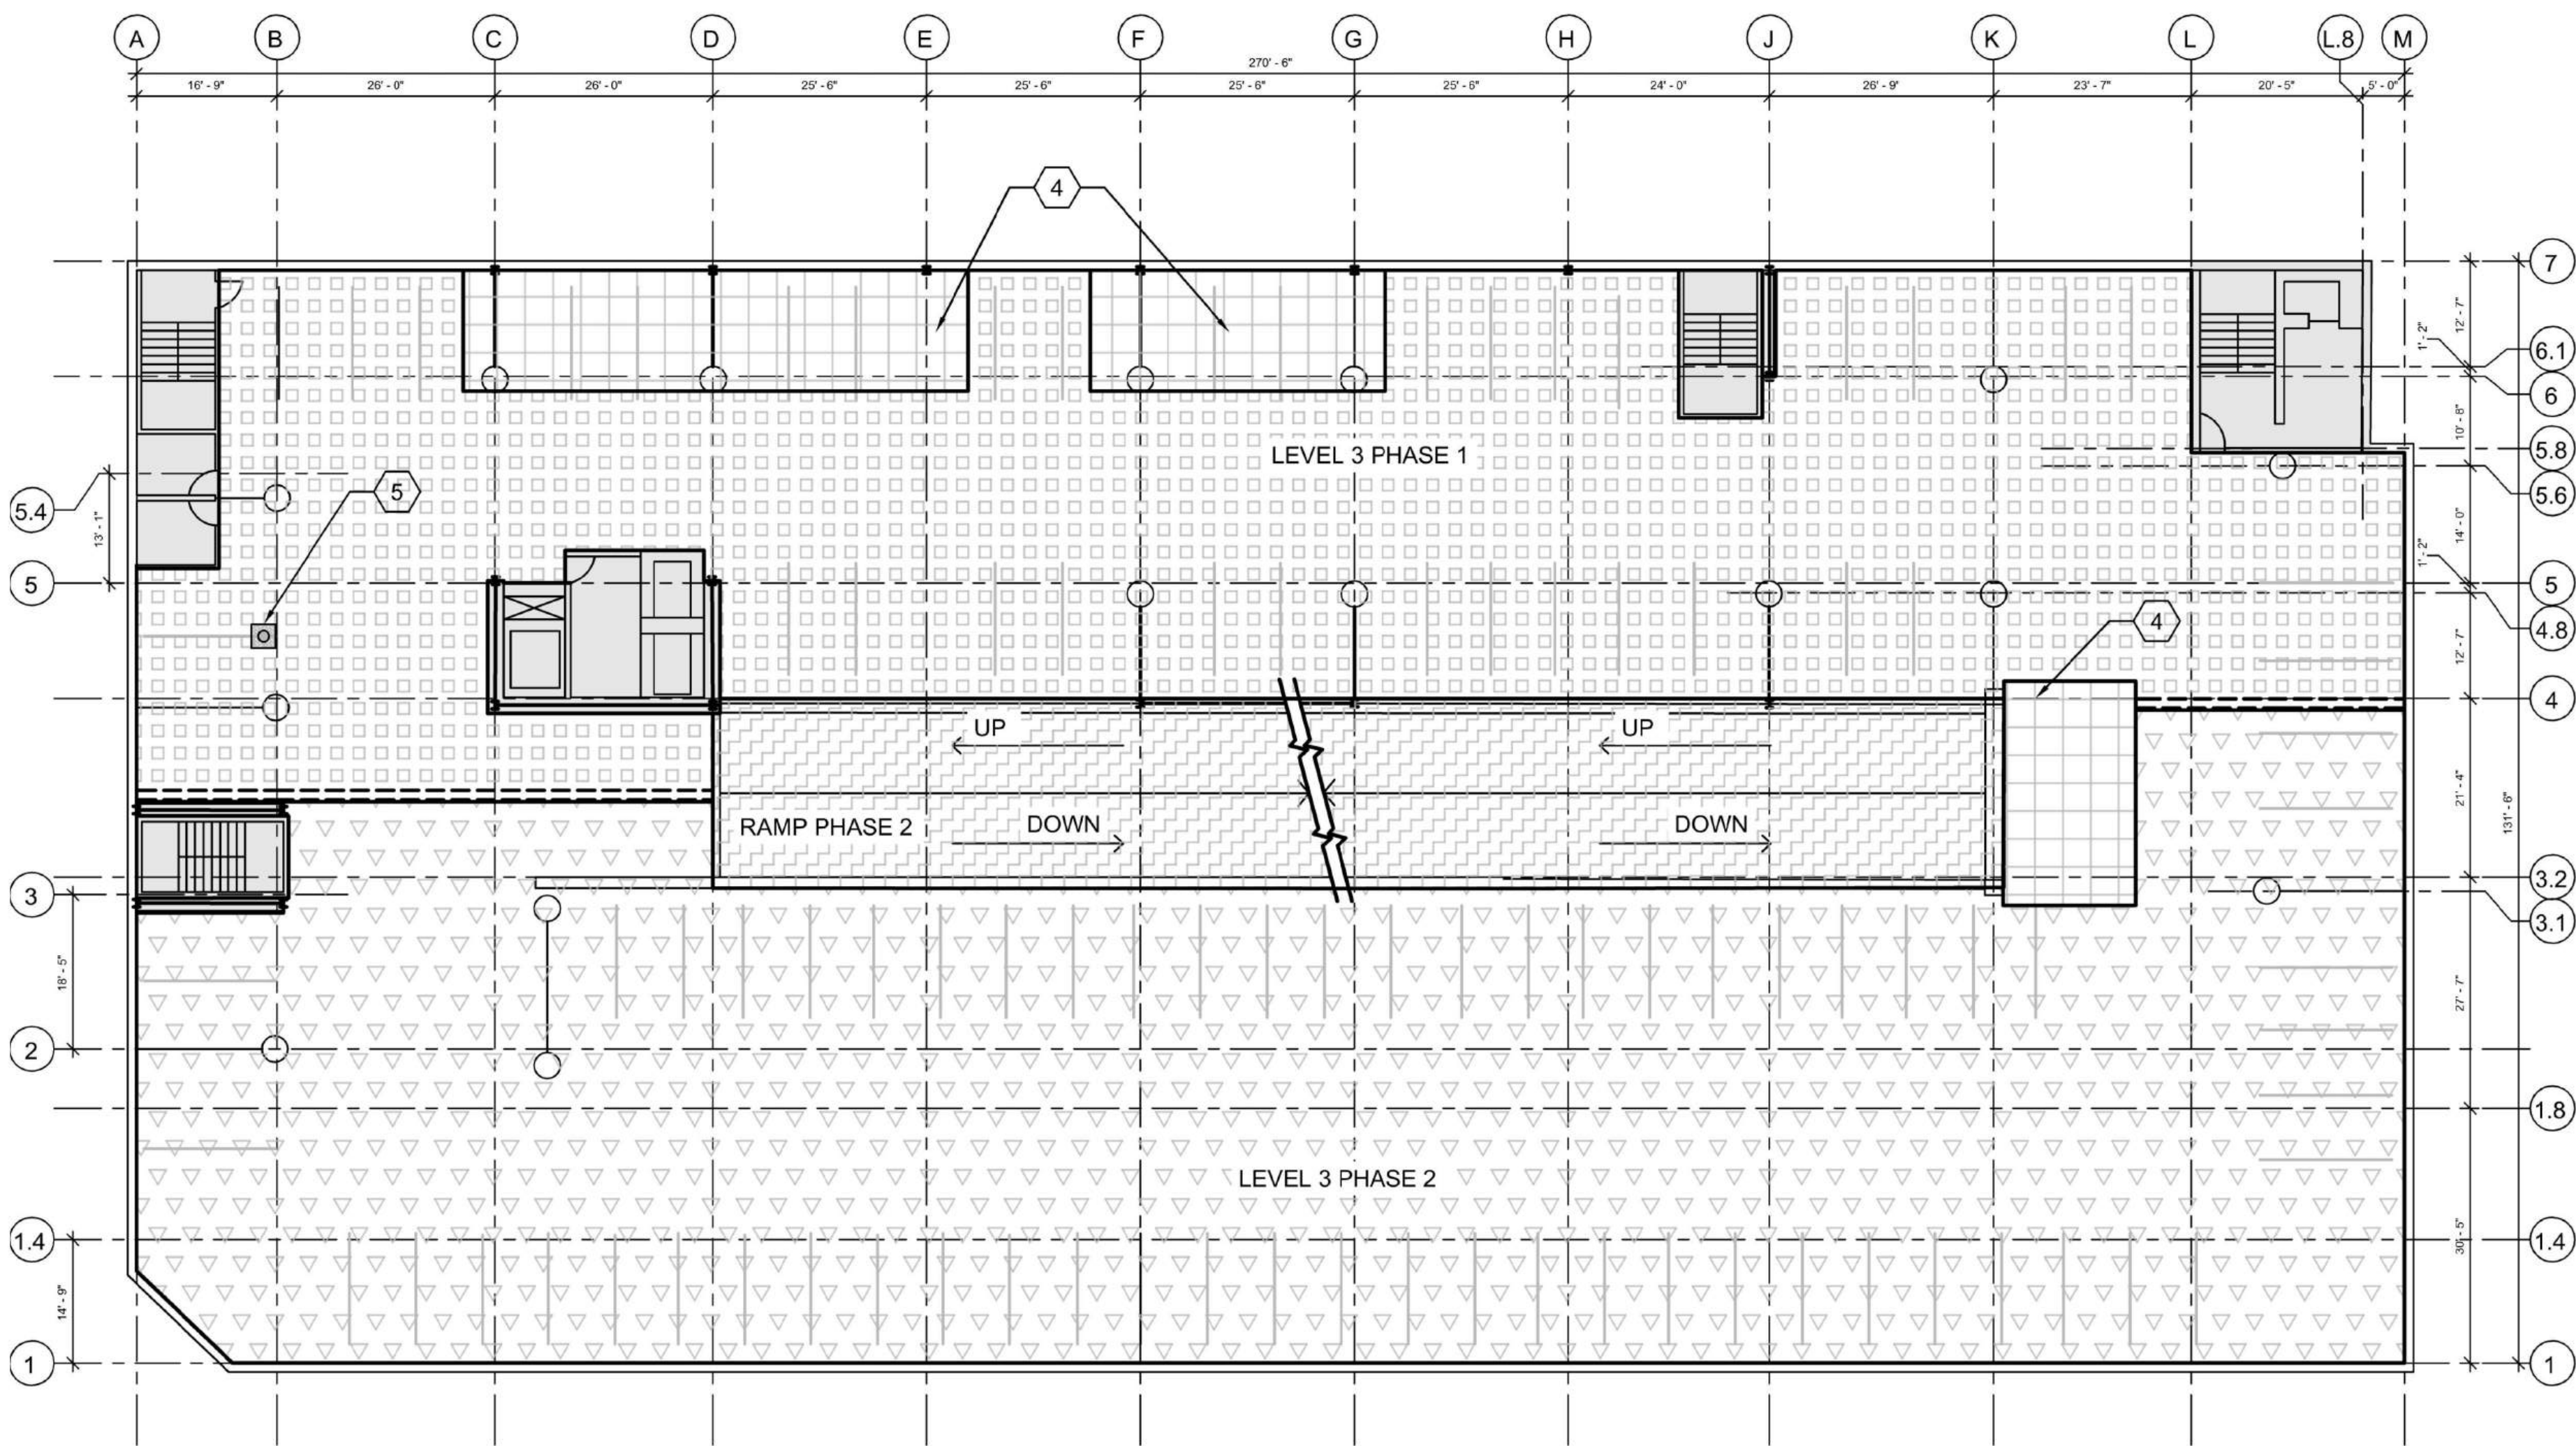 A B C D E F G H J K L L.8 M
270' - 6"
16' - 9" 26' - 0" 26' - 0" 25' - 6" 25' - 6" 25' - 6" 25' - 6" 24' - 0" 26' - 9" 23' - 7" 20' - 5" 5' - 0"
4
7
12' - 7"
1' - 2"
6.1
6
10' - 8"
LEVEL 3 PHASE 1
5.8
5
5.6
5.4
13' - 1"
14' - 0"
1' - 2"
5
5
4
4.8
12' - 7"
4
UP
UP
21' - 4"
131' - 6"
RAMP PHASE 2
DOWN
DOWN
3
3.2
3.1
18' - 5"
27' - 7"
2
1.8
LEVEL 3 PHASE 2
1.4
1.4
30' - 5"
14' - 9"
1
1